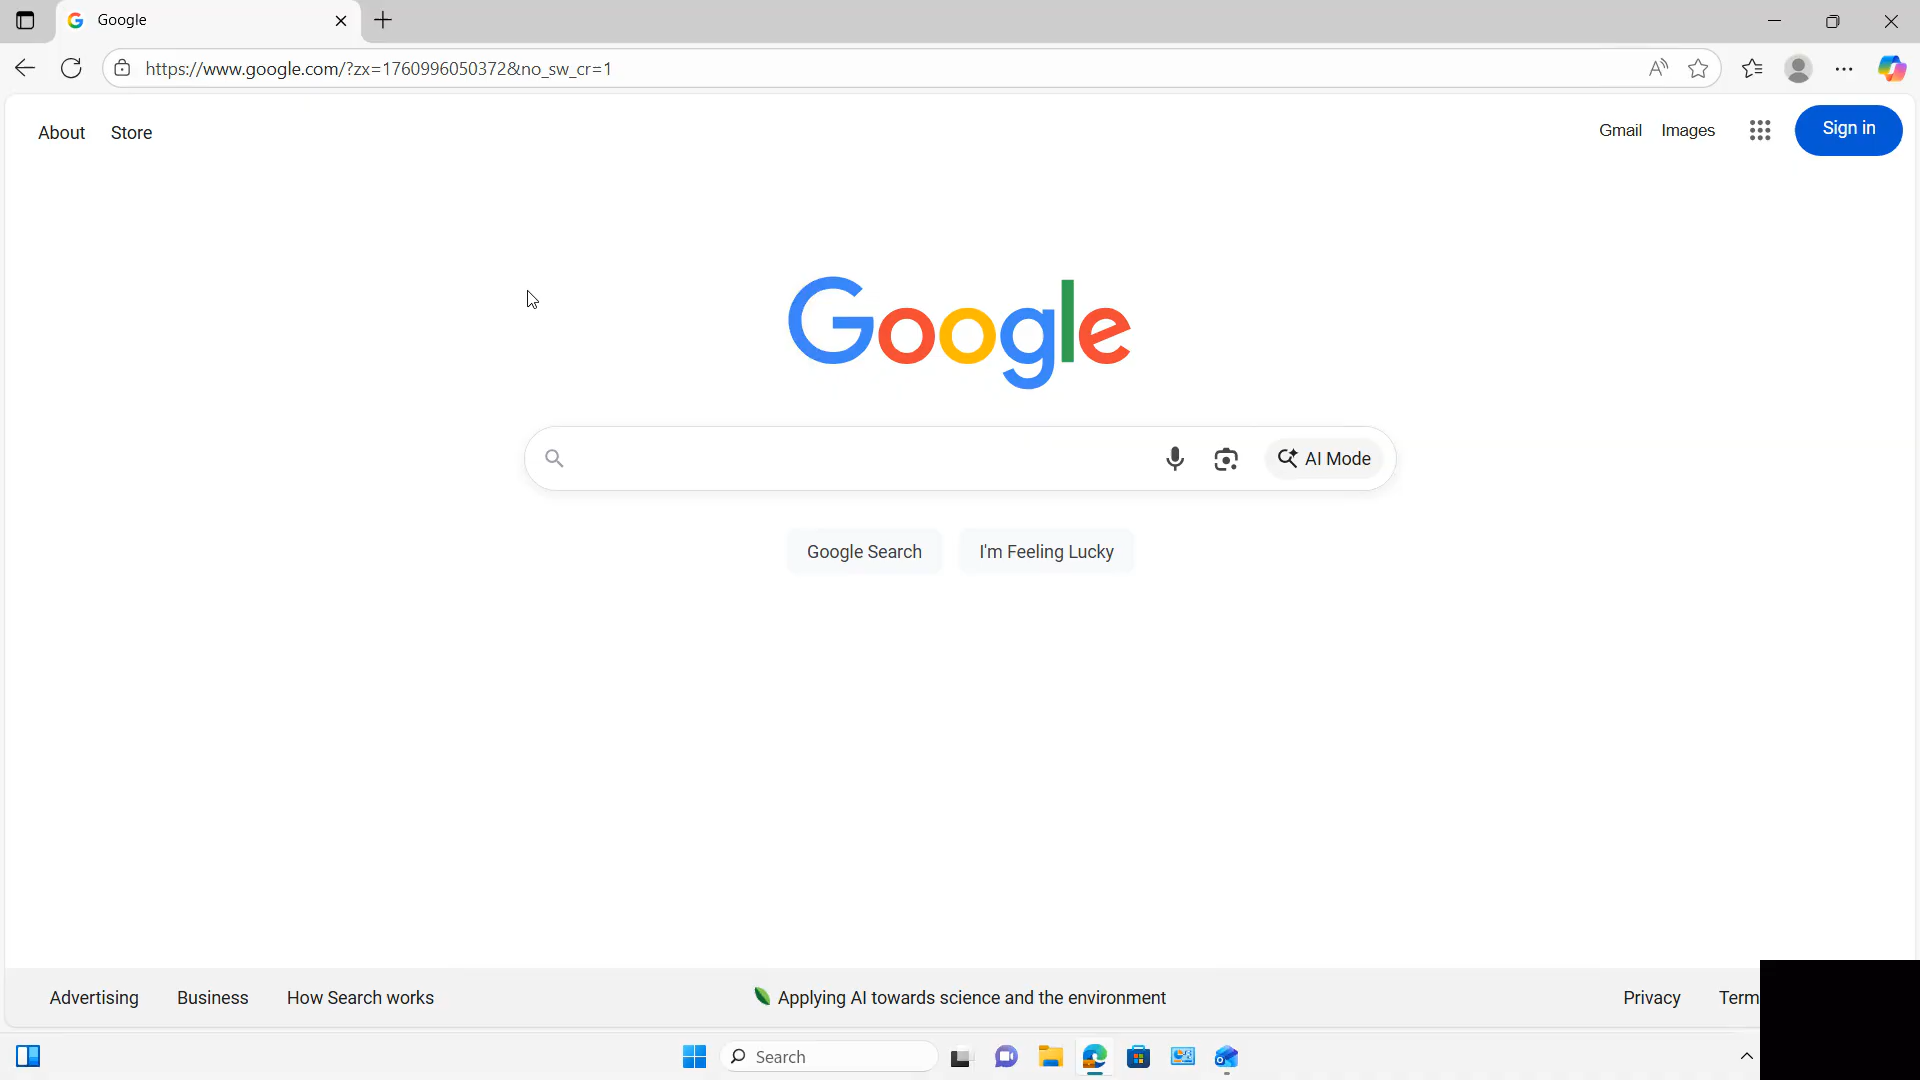 Google
https://www.google.com/?zx=1760996050372&no_sw_cr=1
About Store
Gmail Images Sign in
Google
AI Mode
Google Search I'm Feeling Lucky
Advertising Business How Search works
Applying AI towards science and the environment
Privacy
Search